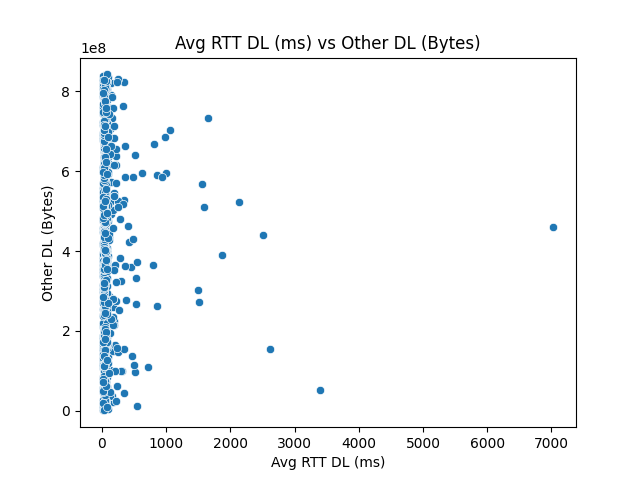 Avg RTT DL (ms) vs Other DL (Bytes)
1e8
8
6
4
2
0
Other DL (Bytes)
0 1000 2000 3000 4000 5000 6000 7000
Avg RTT DL (ms)